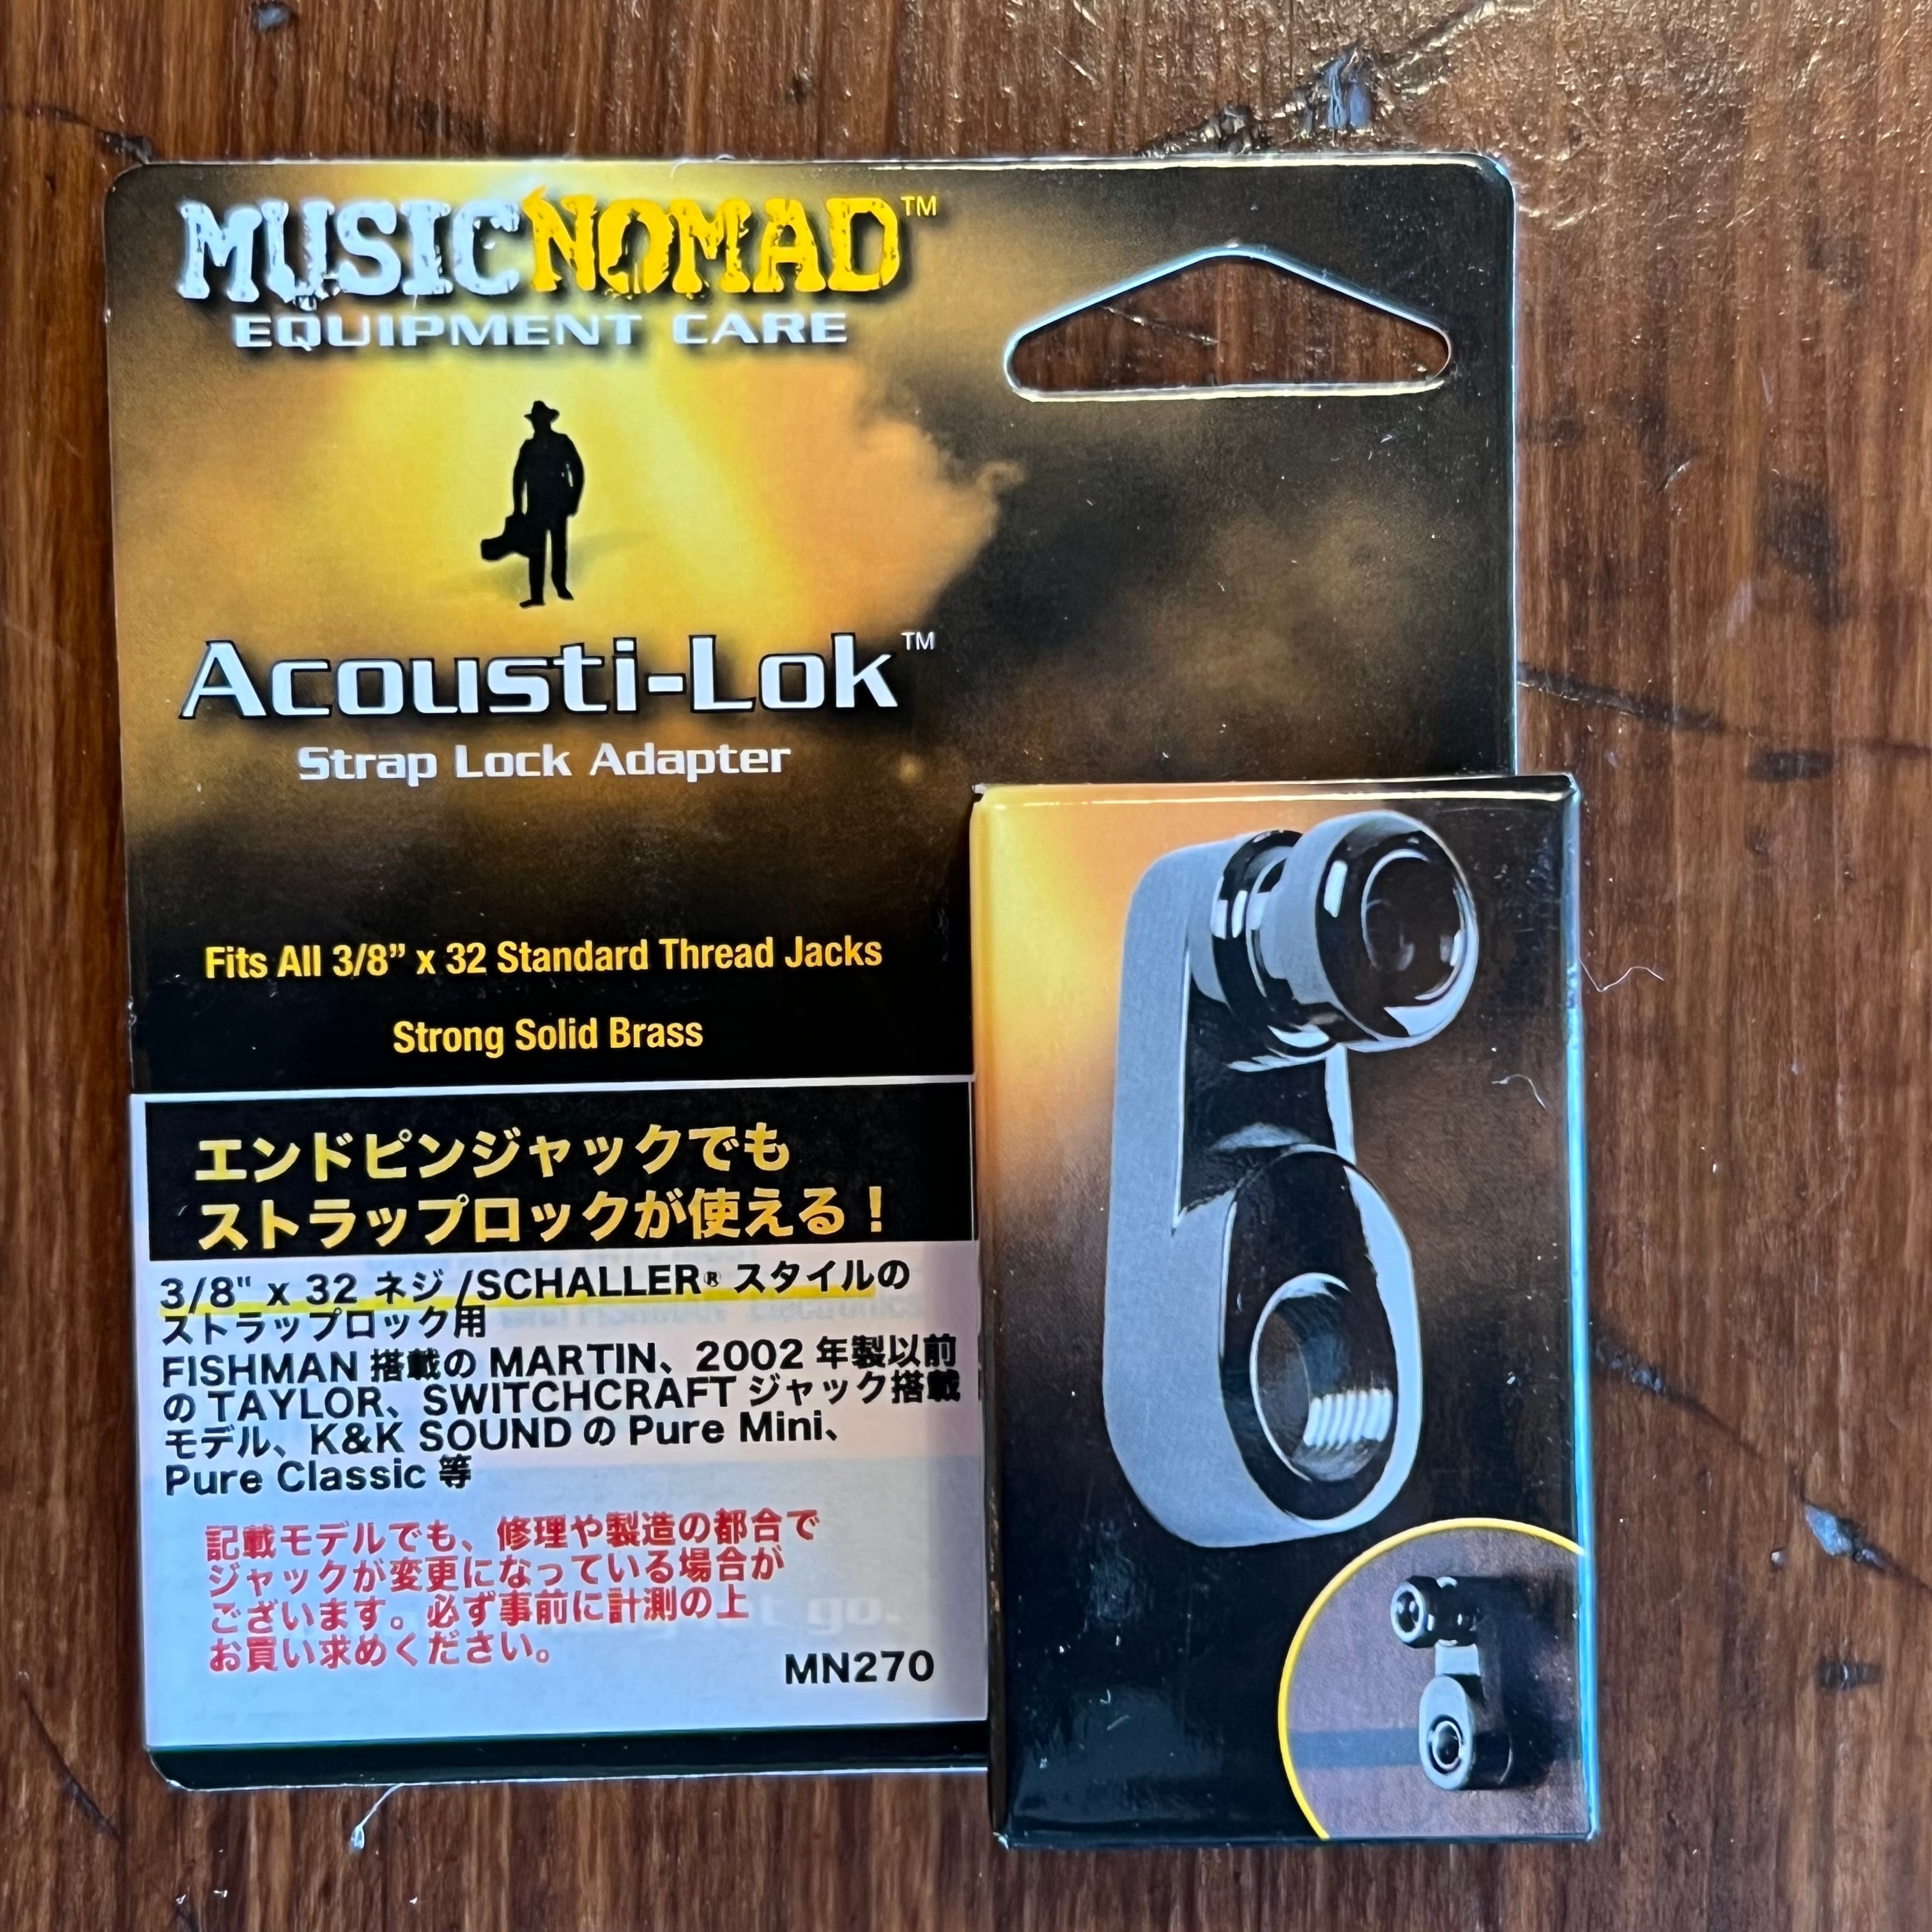 MUSICNOMAD™
EQUIPMENT CARE
Acousti-Lok™
Strap Lock Adapter
Fits All 3/8” x 32 Standard Thread Jacks
Strong Solid Brass
エンドピンジャックでも
ストラップロックが使える！
3/8" x 32 ネジ /SCHALLER® スタイルの
ストラップロック用
FISHMAN 搭載の MARTIN、2002 年製以前
の TAYLOR、SWITCHCRAFT ジャック搭載
モデル、K&K SOUND の Pure Mini、
Pure Classic 等
記載モデルでも、修理や製造の都合で
ジャックが変更になっている場合が
ございます。必ず事前に計測の上
お買い求めください。
MN270